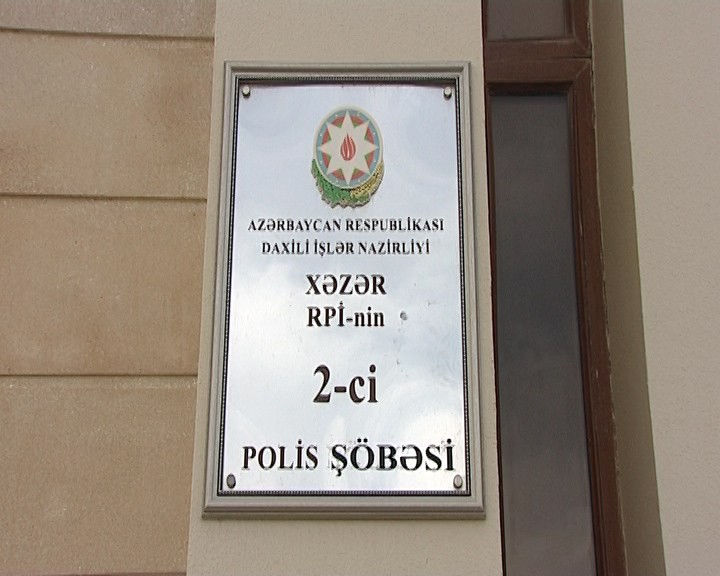 AZƏRBAYCAN RESPUBLİKASI
DAXİLİ İŞLƏR NAZİRLİYİ
XƏZƏR
RPİ-nin
2-ci
POLİS ŞÖBƏSİ